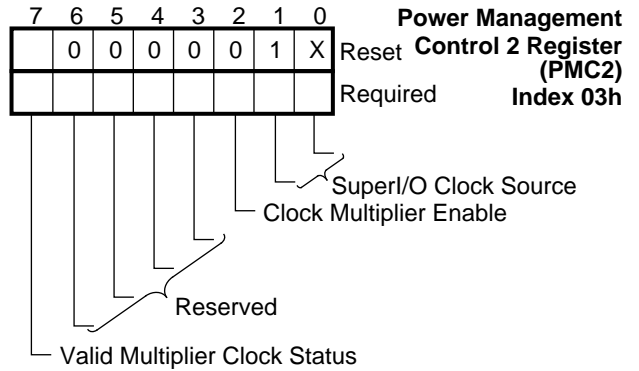 7 6 5 4 3 2 1 0
Power Management
0 0 0 0 0 1 X Reset
Control 2 Register
(PMC2)
Required
Index 03h
SuperI/O Clock Source
Clock Multiplier Enable
Reserved
Valid Multiplier Clock Status